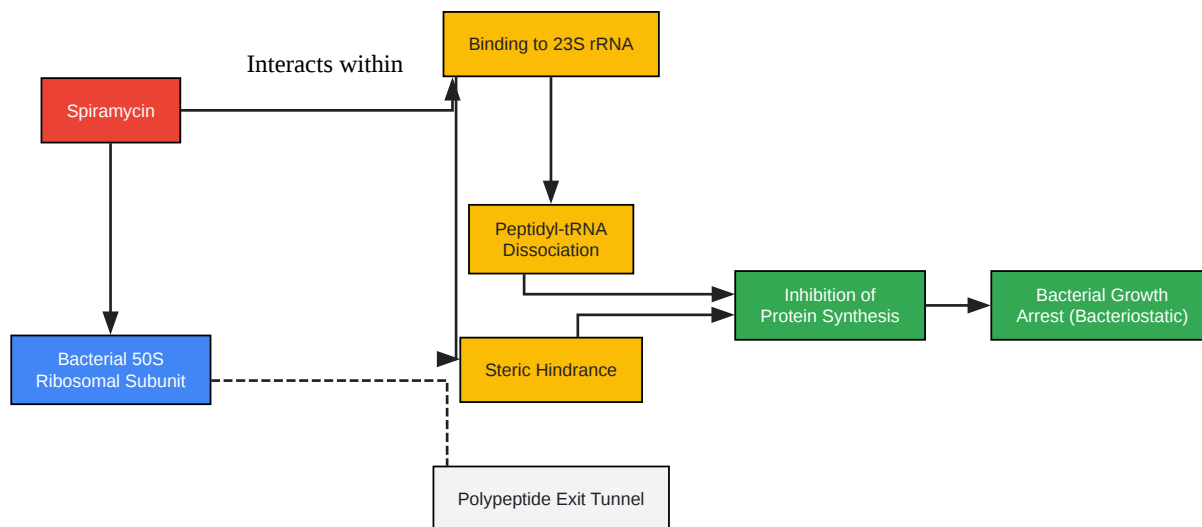 Binding to 23S rRNA
Interacts within
Spiramycin
Peptidyl-tRNA
Dissociation
Inhibition of
Protein Synthesis
Bacterial Growth
Arrest (Bacteriostatic)
Bacterial 50S
Ribosomal Subunit
Steric Hindrance
Polypeptide Exit Tunnel